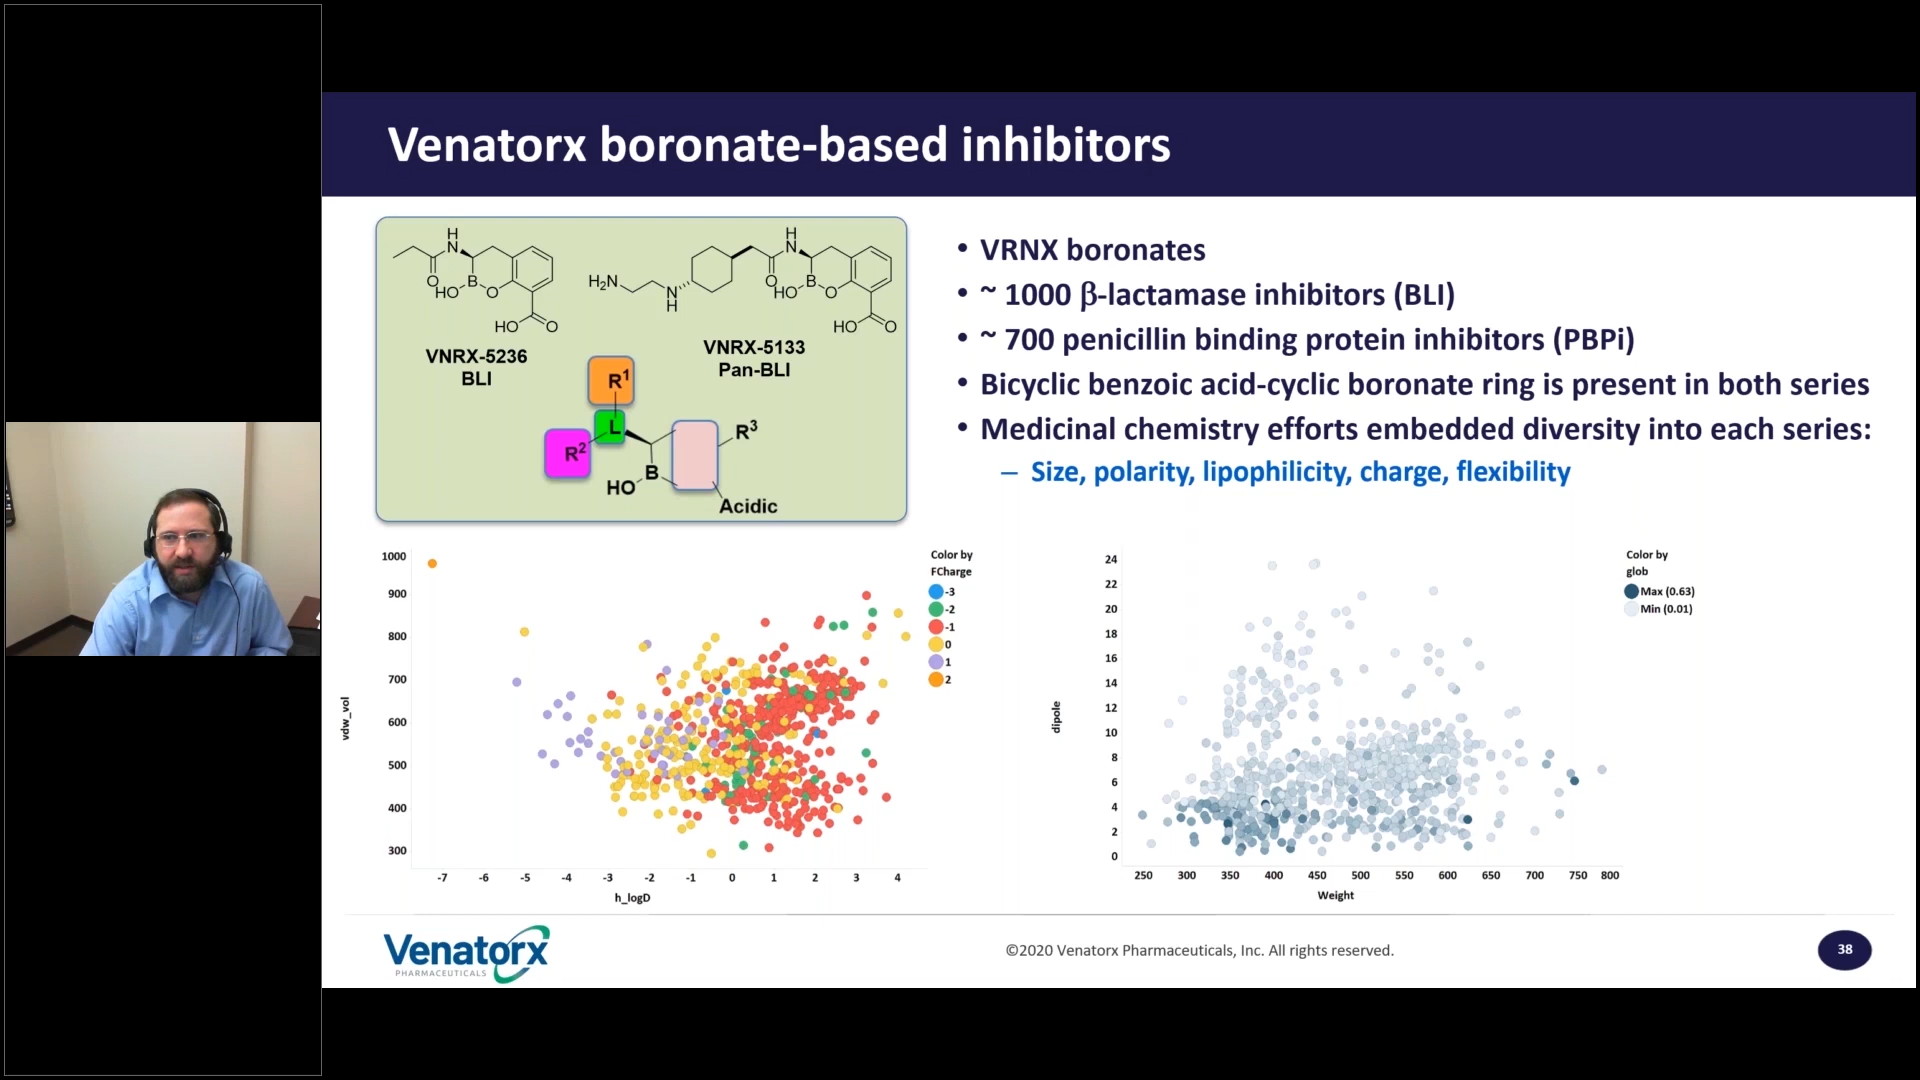 Venatorx boronate-based inhibitors
H
N
O
HO
B
O
HO
O
VNRX-5236
BLI
H2N
N
H
H
N
O
HO
B
O
HO
O
VNRX-5133
Pan-BLI
R1
L
R2
R3
B
HO
Acidic
• VRNX boronates
• ~ 1000 β-lactamase inhibitors (BLI)
• ~ 700 penicillin binding protein inhibitors (PBPi)
• Bicyclic benzoic acid-cyclic boronate ring is present in both series
• Medicinal chemistry efforts embedded diversity into each series:
– Size, polarity, lipophilicity, charge, flexibility
1000
900
800
700
600
500
400
300
vdw_vol
-7 -6 -5 -4 -3 -2 -1 0 1 2 3 4
h_logD
Color by
FCharge
-3
-2
-1
0
1
2
24
22
20
18
16
14
12
10
8
6
4
2
0
dipole
250 300 350 400 450 500 550 600 650 700 750 800
Weight
Color by
glob
Max (0.63)
Min (0.01)
Venatorx
PHARMACEUTICALS
©2020 Venatorx Pharmaceuticals, Inc. All rights reserved.
38